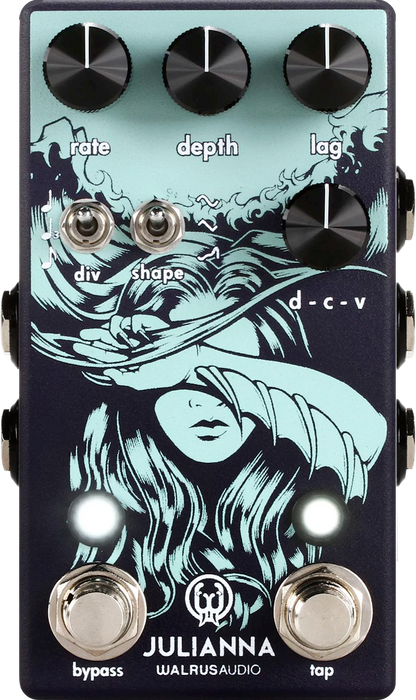 rate depth lag
div shape
d - c - v
JULIANNA
bypass WALRUSAUDIO tap